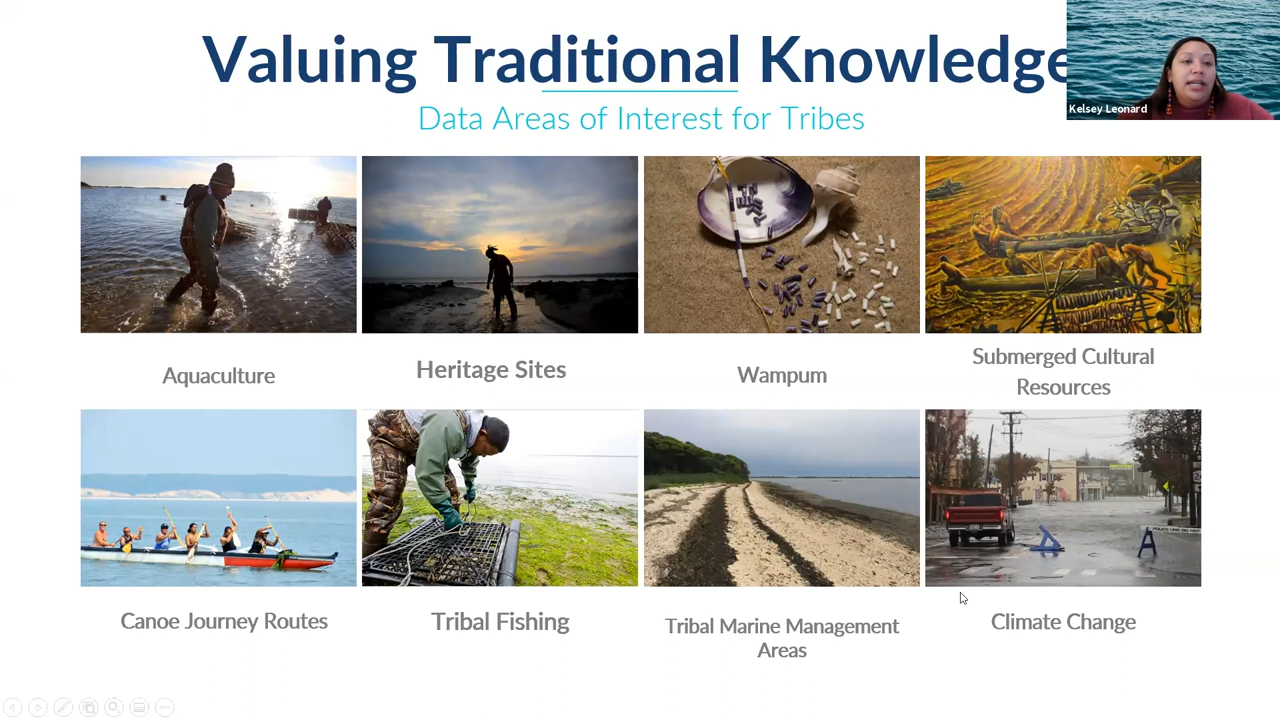 Valuing Traditional Knowledge
Kelsey Leonard
Data Areas of Interest for Tribes
Aquaculture
Heritage Sites
Wampum
Submerged Cultural
Resources
Canoe Journey Routes
Tribal Fishing
Tribal Marine Management
Areas
Climate Change